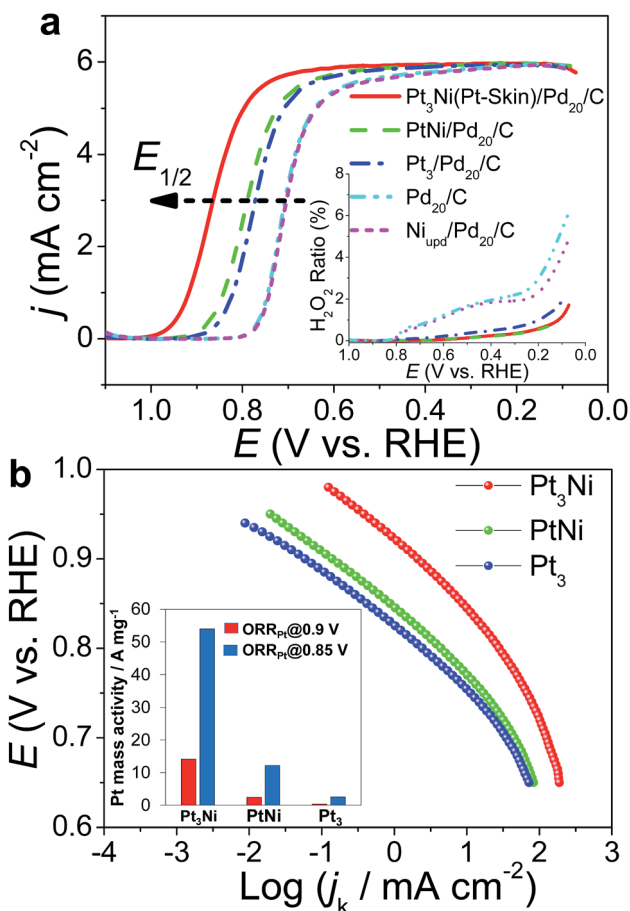 a
6
4
2
0
j (mA cm⁻²)
E₁/₂
Pt₃Ni(Pt-Skin)/Pd₂₀/C
PtNi/Pd₂₀/C
Pt₃/Pd₂₀/C
Pd₂₀/C
Niᵤₚd/Pd₂₀/C
H₂O₂
Ratio (%)
8
6
4
2
0
1.0 0.8 0.6 0.4 0.2 0.0
E (V vs. RHE)
1.0 0.8 0.6 0.4 0.2 0.0
E (V vs. RHE)
b
1.0
0.9
0.8
0.7
0.6
E (V vs. RHE)
Pt₃Ni
PtNi
Pt₃
Pt mass activity / A mg⁻¹
60
50
40
30
20
10
0
ORRPt@0.9 V
ORRPt@0.85 V
Pt₃Ni PtNi Pt₃
-4 -3 -2 -1 0 1 2 3
Log (jₖ / mA cm⁻²)